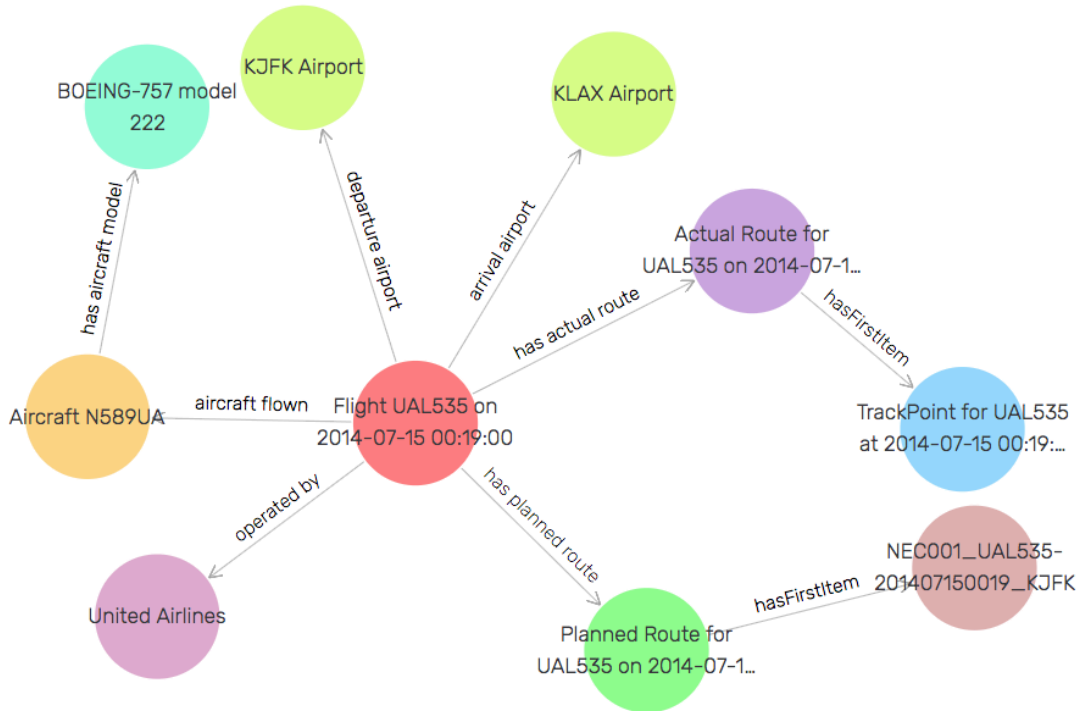 KJFK Airport
BOEING-757 model
222
KLAX Airport
has aircraft model
departure airport
arrival airport
Actual Route for
UAL535 on 2014-07-1...
has actual route
hasFirstItem
Aircraft N589UA
aircraft flown
Flight UAL535 on
2014-07-15 00:19:00
TrackPoint for UAL535
at 2014-07-15 00:19:...
operated by
has planned route
NEC001_UAL535-
201407150019_KJFK
hasFirstItem
United Airlines
Planned Route for
UAL535 on 2014-07-1...